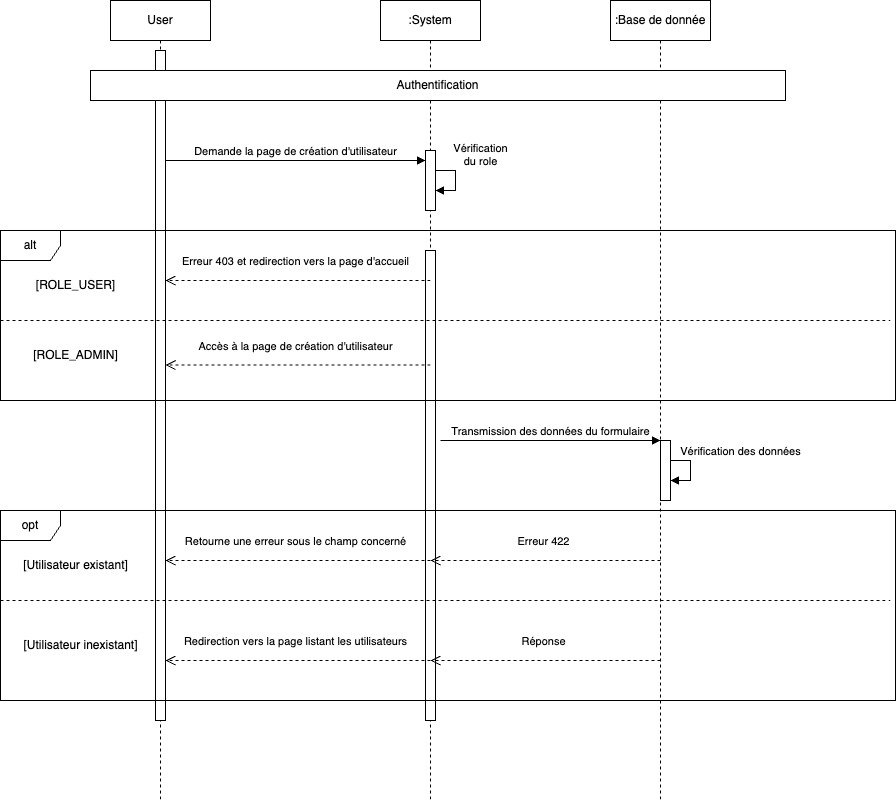 User
:System
:Base de donnée
Authentification
Demande la page de création d'utilisateur
Vérification
du role
alt
Erreur 403 et redirection vers la page d'accueil
[ROLE_USER]
Accès à la page de création d'utilisateur
[ROLE_ADMIN]
Transmission des données du formulaire
Vérification des données
opt
Retourne une erreur sous le champ concerné
Erreur 422
[Utilisateur existant]
Redirection vers la page listant les utilisateurs
Réponse
[Utilisateur inexistant]